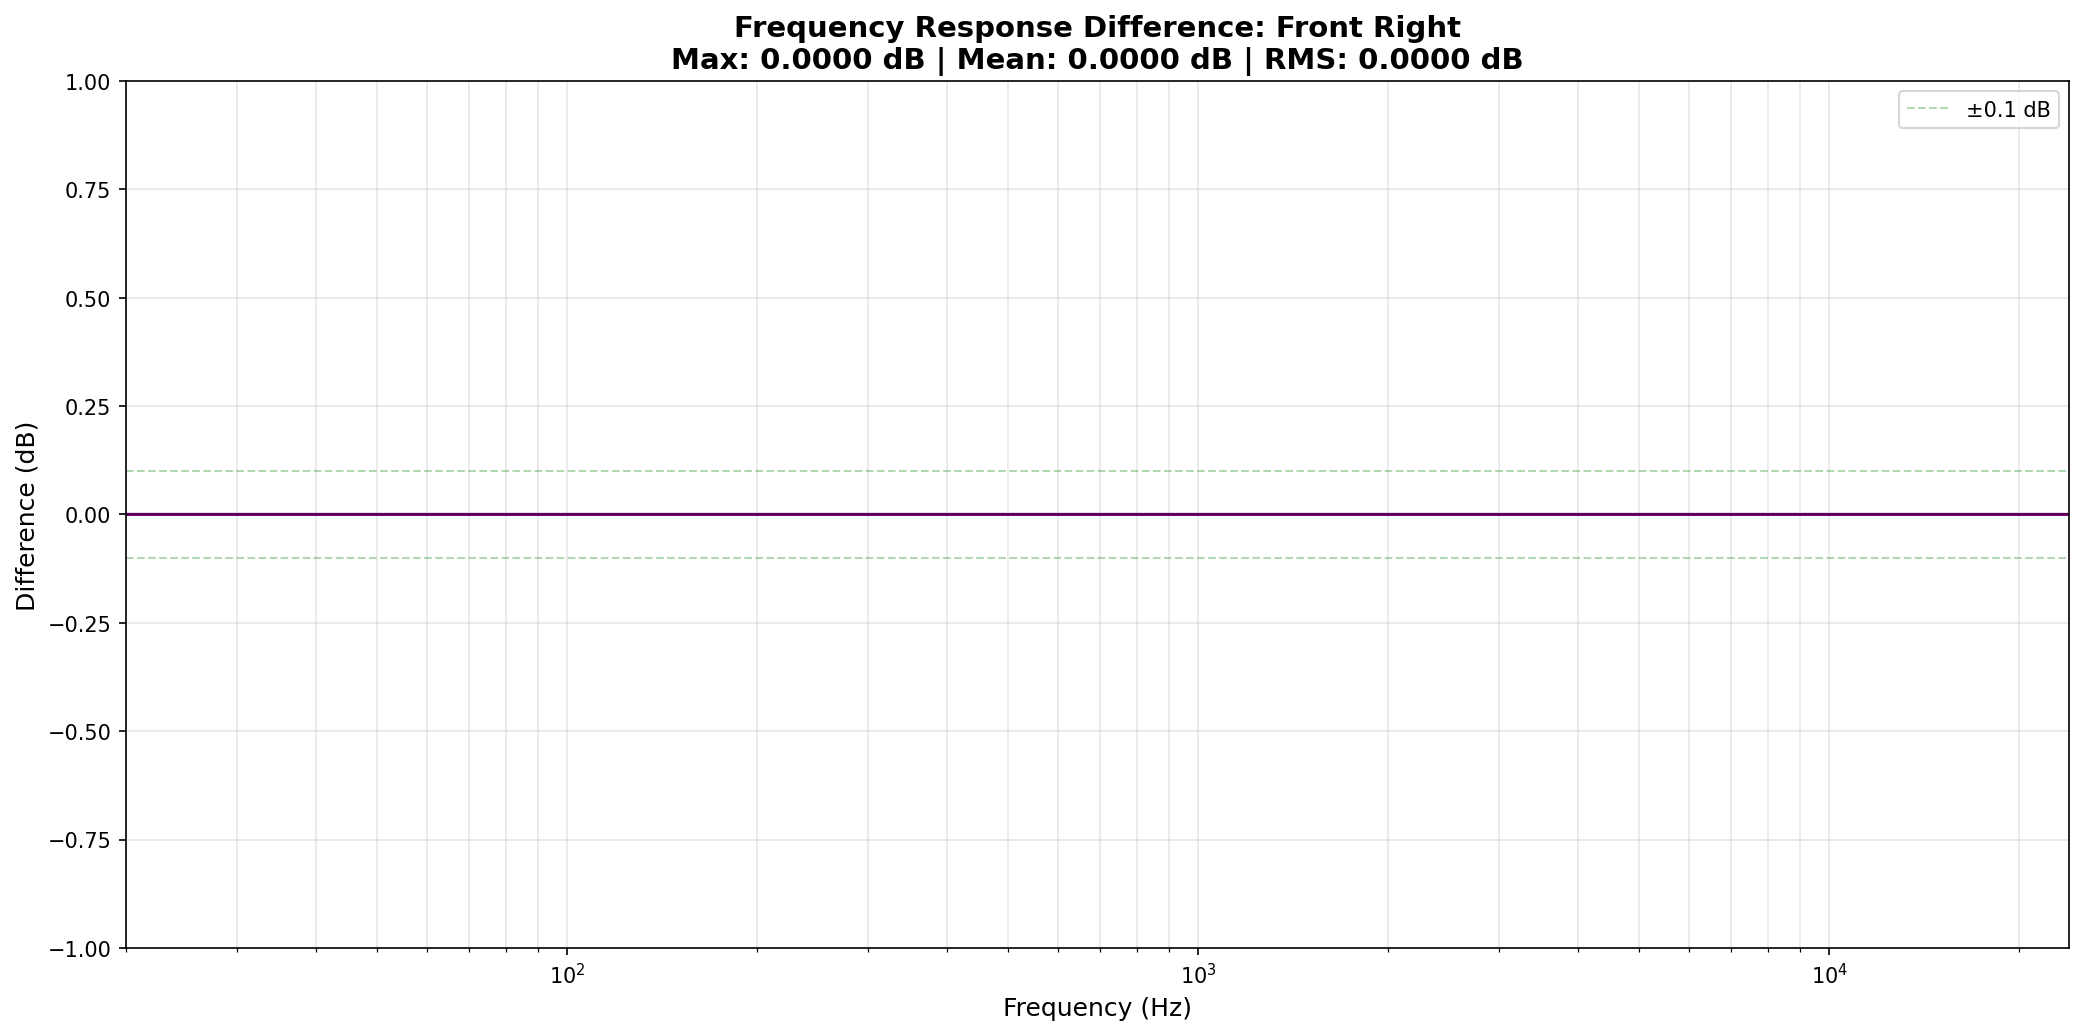 Frequency Response Difference: Front Right
Max: 0.0000 dB | Mean: 0.0000 dB | RMS: 0.0000 dB
±0.1 dB
Difference (dB)
1.00
0.75
0.50
0.25
0.00
−0.25
−0.50
−0.75
−1.00
10²
10³
10⁴
Frequency (Hz)